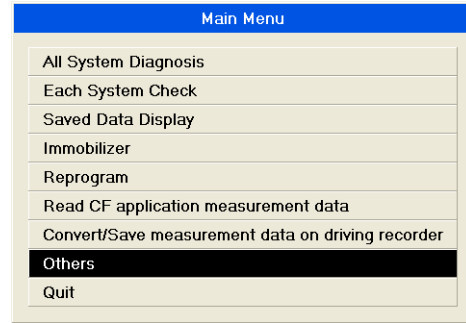 Main Menu
All System Diagnosis
Each System Check
Saved Data Display
Immobilizer
Reprogram
Read CF application measurement data
Convert/Save measurement data on driving recorder
Others
Quit